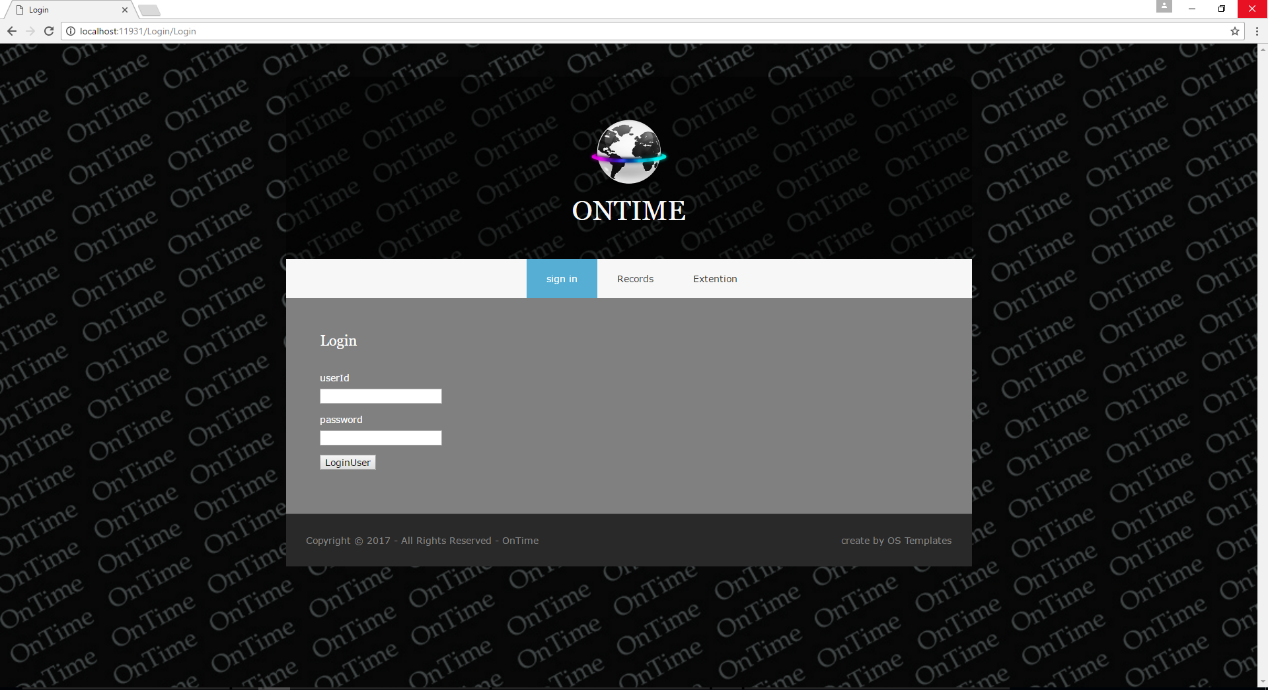 Login
localhost:11931/Login/Login
ONTIME
sign in Records Extention
Login
userId
password
LoginUser
Copyright © 2017 - All Rights Reserved - OnTime create by OS Templates
OnTime